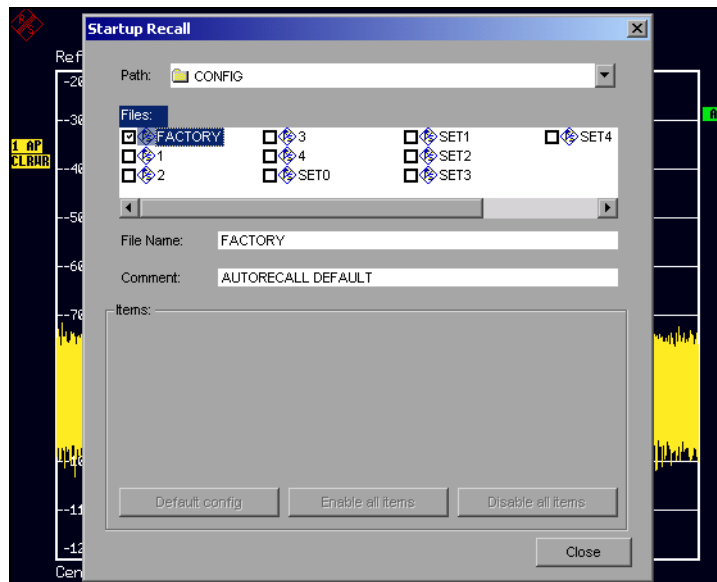 Startup Recall
Ref
Path: CONFIG
-20
Files:
-30
FACTORY 3 SET1 SET4
1 AP
CLRWR
1 4 SET2
-40
2 SET0 SET3
-50
File Name: FACTORY
-60
Comment: AUTORECALL DEFAULT
-70
Items:
Default config Enable all items Disable all items
-11
-12
Close
Cen